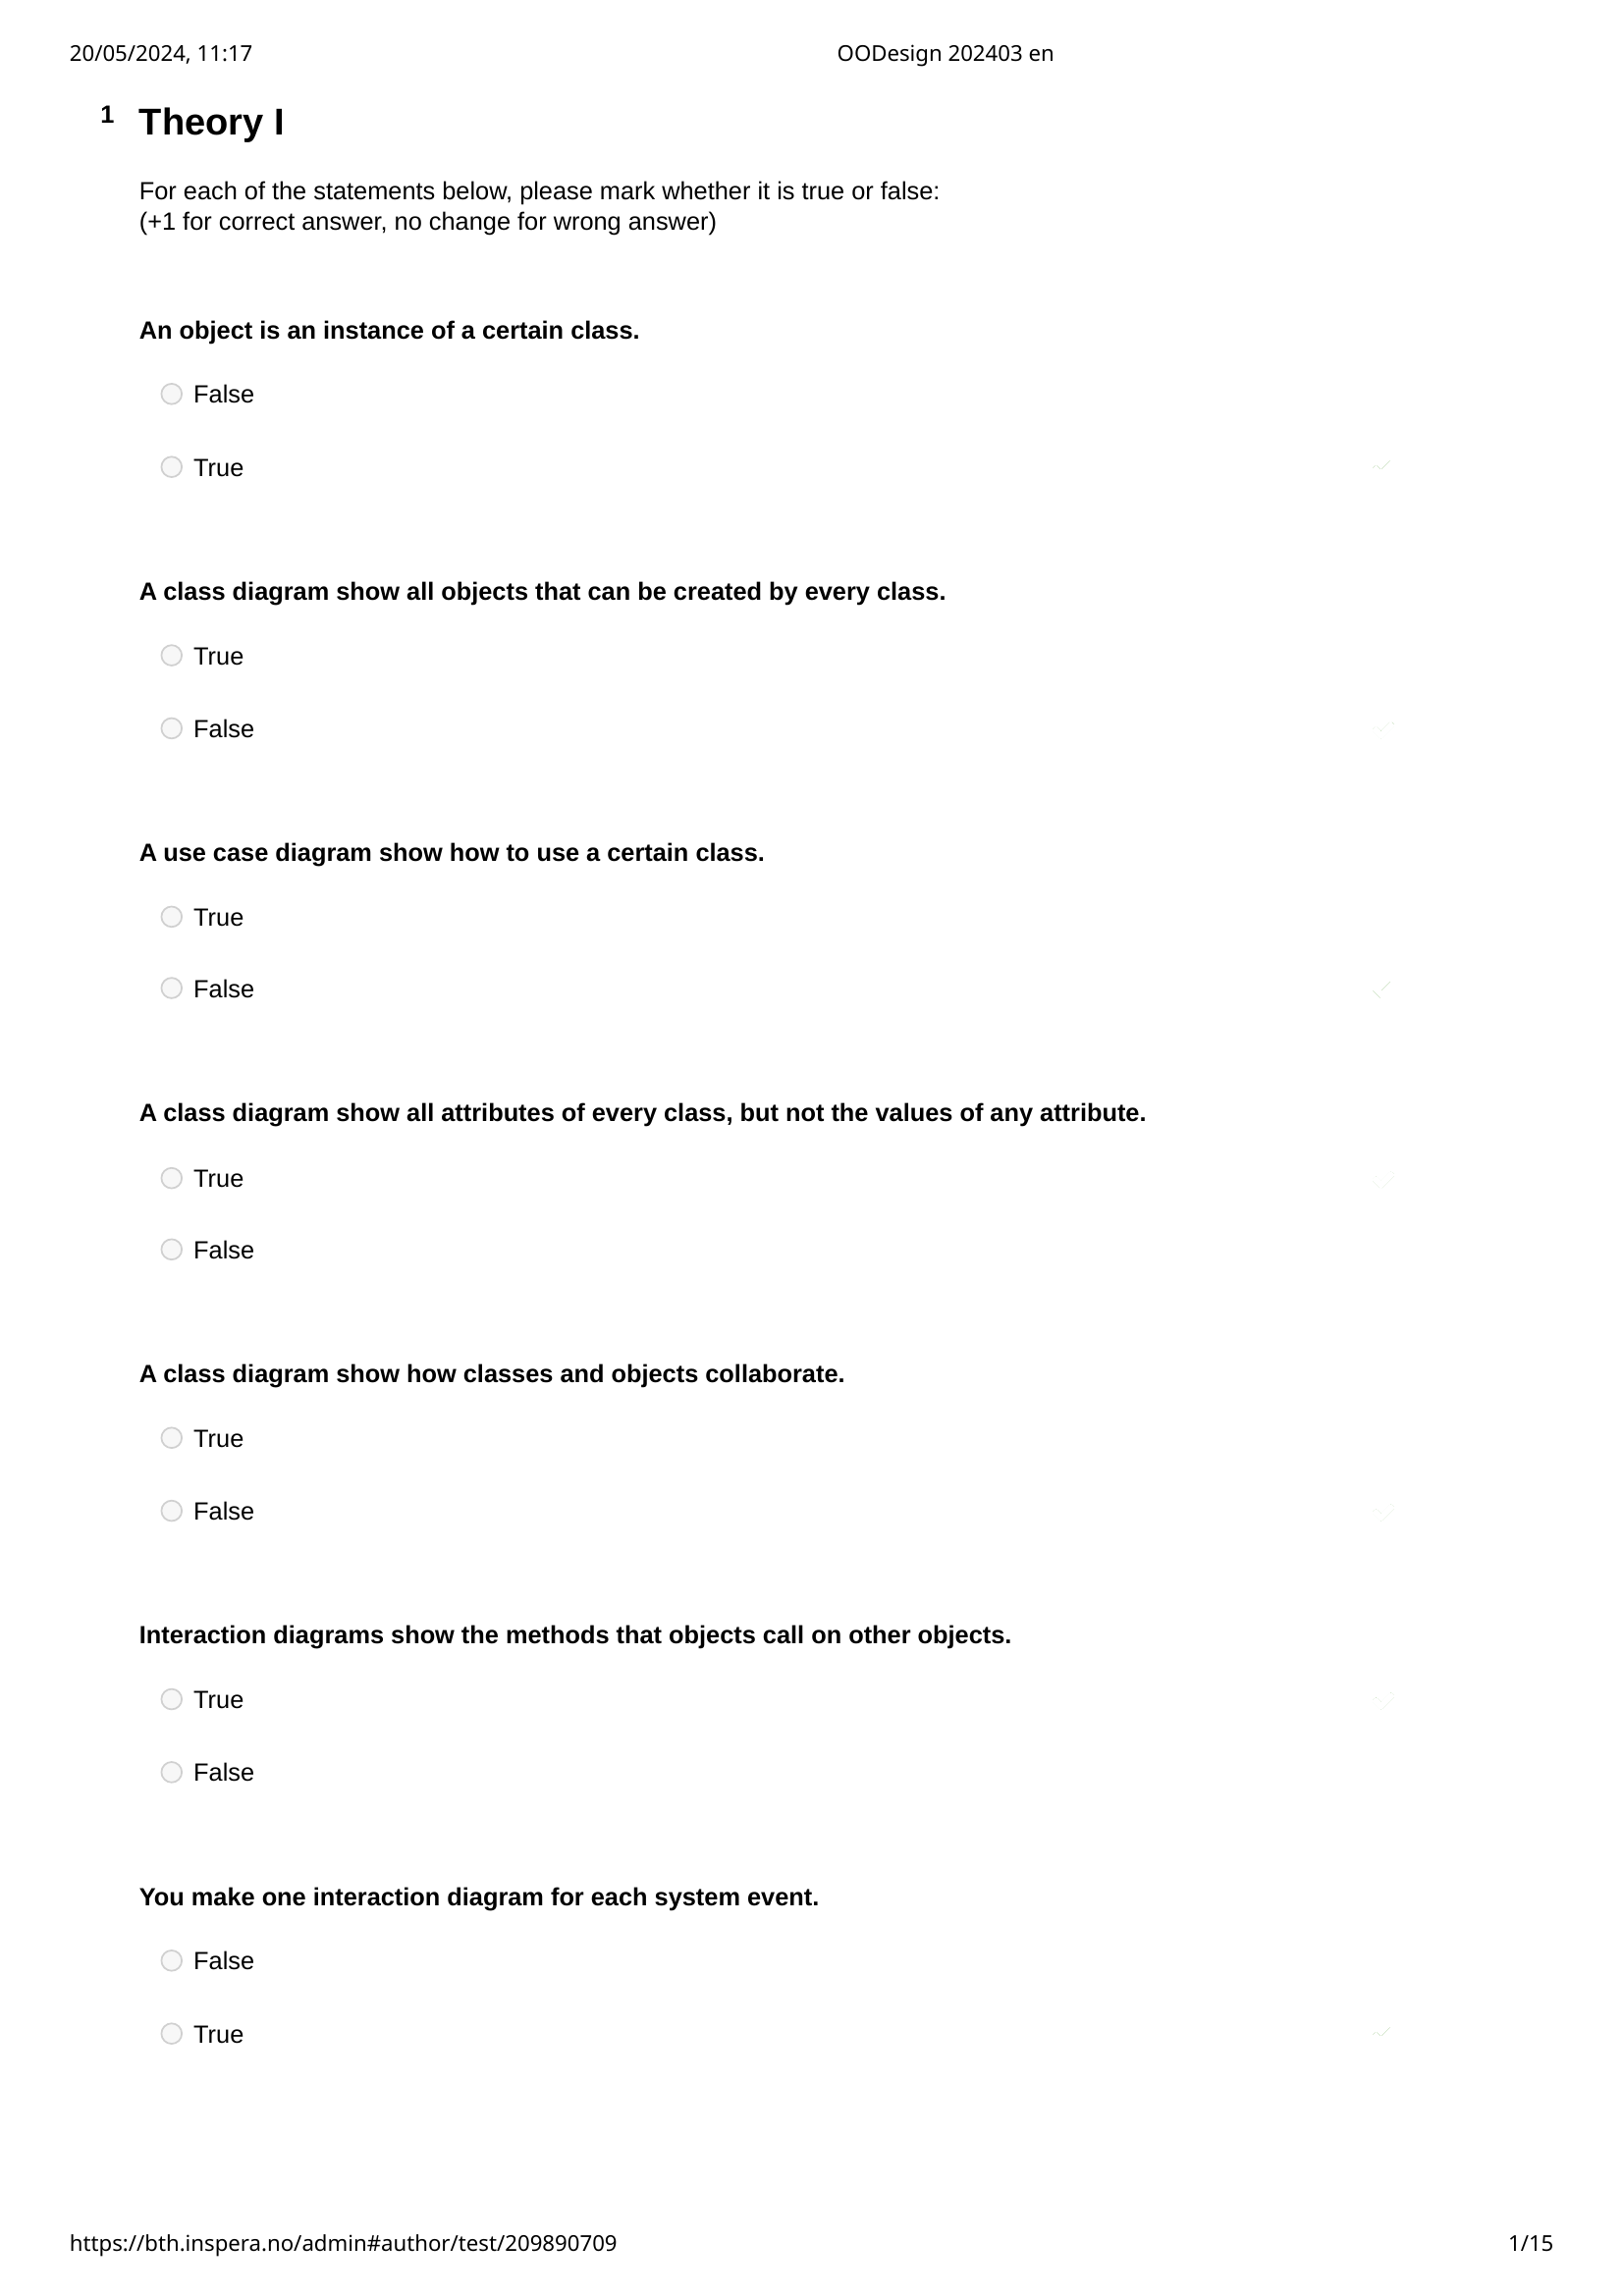 20/05/2024, 11:17
OODesign 202403 en
1
Theory I
For each of the statements below, please mark whether it is true or false:
(+1 for correct answer, no change for wrong answer)
An object is an instance of a certain class.
False
True
A class diagram show all objects that can be created by every class.
True
False
A use case diagram show how to use a certain class.
True
False
A class diagram show all attributes of every class, but not the values of any attribute.
True
False
A class diagram show how classes and objects collaborate.
True
False
Interaction diagrams show the methods that objects call on other objects.
True
False
You make one interaction diagram for each system event.
False
True
https://bth.inspera.no/admin#author/test/209890709
1/15